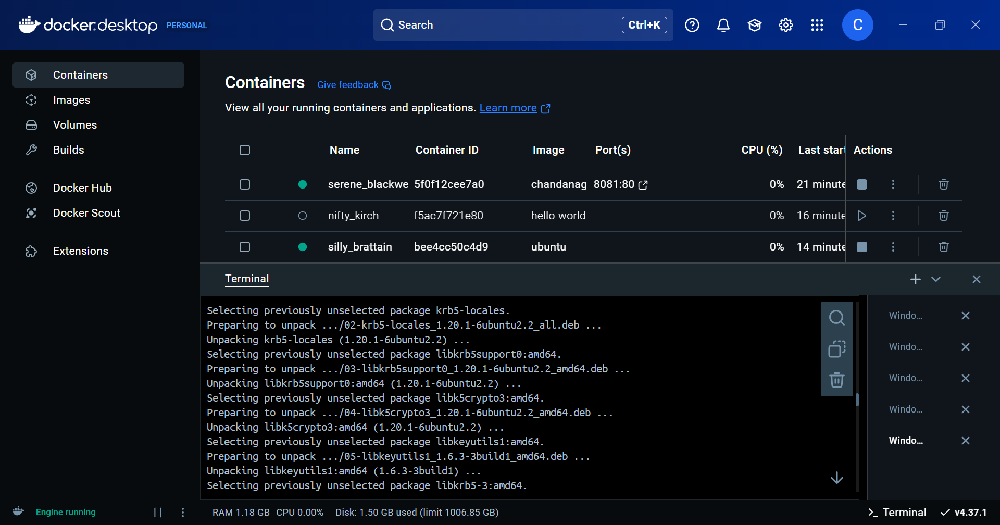 docker desktop PERSONAL
Search Ctrl+K
C
Containers
Images
Volumes
Builds
Docker Hub
Docker Scout
Extensions
Containers Give feedback
View all your running containers and applications. Learn more
Name Container ID Image Port(s) CPU (%) Last start Actions
serene_blackwe 5f0f12cee7a0 chandanag 8081:80 0% 21 minute
nifty_kirch f5ac7f721e80 hello-world 0% 16 minute
silly_brattain bee4cc50c4d9 ubuntu 0% 14 minute
Terminal
Selecting previously unselected package krb5-locales.
Preparing to unpack .../02-krb5-locales_1.20.1-6ubuntu2.2_all.deb ...
Unpacking krb5-locales (1.20.1-6ubuntu2.2) ...
Selecting previously unselected package libkrb5support0:amd64.
Preparing to unpack .../03-libkrb5support0_1.20.1-6ubuntu2.2_amd64.deb ...
Unpacking libkrb5support0:amd64 (1.20.1-6ubuntu2.2) ...
Selecting previously unselected package libk5crypto3:amd64.
Preparing to unpack .../04-libk5crypto3_1.20.1-6ubuntu2.2_amd64.deb ...
Unpacking libk5crypto3:amd64 (1.20.1-6ubuntu2.2) ...
Selecting previously unselected package libkeyutils1:amd64.
Preparing to unpack .../05-libkeyutils1_1.6.3-3build1_amd64.deb ...
Unpacking libkeyutils1:amd64 (1.6.3-3build1) ...
Selecting previously unselected package libkrb5-3:amd64.
Windo...
Windo...
Windo...
Windo...
Windo...
Engine running
RAM 1.18 GB CPU 0.00% Disk: 1.50 GB used (limit 1006.85 GB)
>_ Terminal v4.37.1